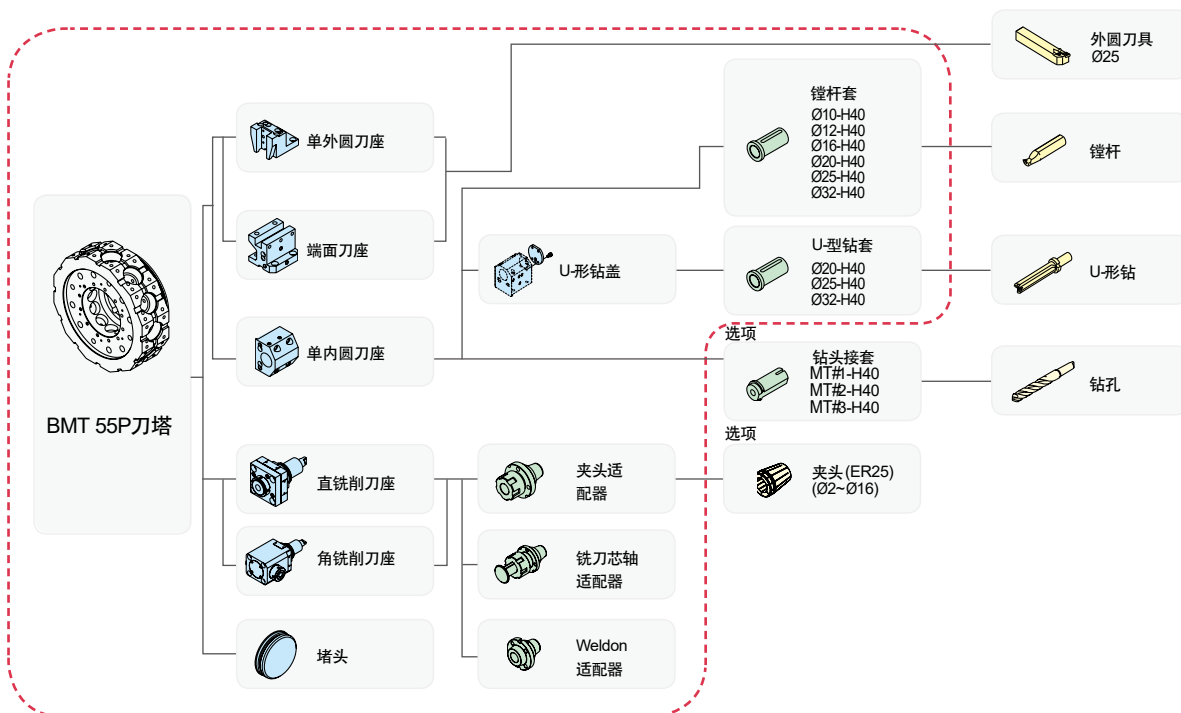 BMT 55P刀塔
单外圆刀座
端面刀座
单内圆刀座
直铣削刀座
角铣削刀座
堵头
U-形钻盖
夹头适
配器
铣刀芯轴
适配器
Weldon
适配器
镗杆套
Ø10-H40
Ø12-H40
Ø16-H40
Ø20-H40
Ø25-H40
Ø32-H40
U-型钻套
Ø20-H40
Ø25-H40
Ø32-H40
选项
钻头接套
MT#1-H40
MT#2-H40
MT#3-H40
选项
夹头(ER25)
(Ø2~Ø16)
外圆刀具
Ø25
镗杆
U-形钻
钻孔